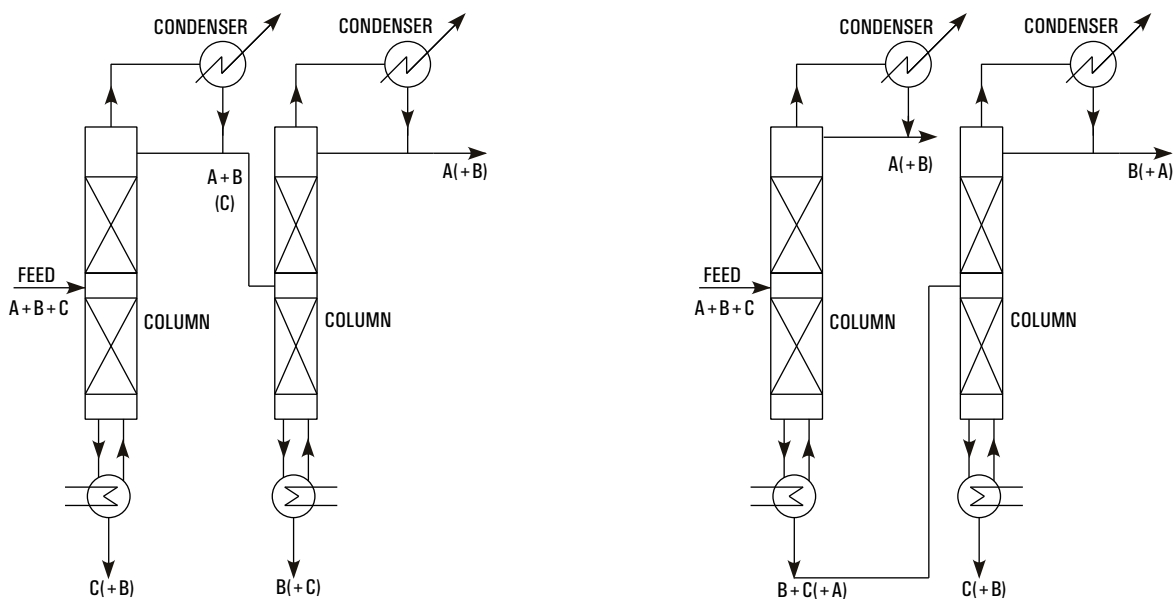 CONDENSER
CONDENSER
A+B
(C)
A(+B)
FEED
A+B+C
COLUMN
COLUMN
C(+B)
B(+C)
CONDENSER
CONDENSER
A(+B)
B(+A)
FEED
A+B+C
COLUMN
COLUMN
B+C(+A)
C(+B)